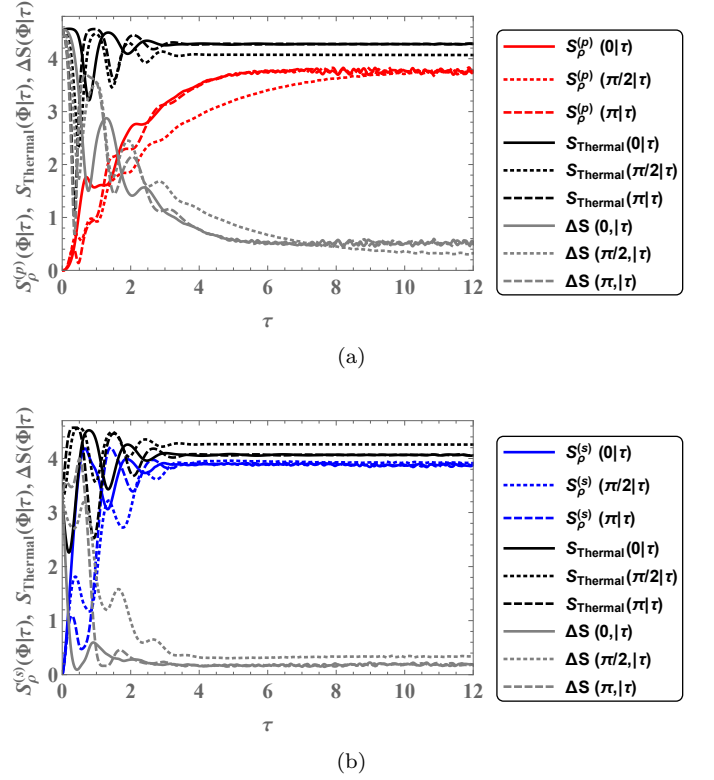 S_ρ^(p)(Φ|τ), S_Thermal(Φ|τ), ΔS(Φ|τ)
4
3
2
1
0
0 2 4 6 8 10 12
τ
S_ρ^(p) (0|τ)
S_ρ^(p) (π/2|τ)
S_ρ^(p) (π|τ)
S_Thermal(0|τ)
S_Thermal(π/2|τ)
S_Thermal(π|τ)
ΔS (0,|τ)
ΔS (π/2,|τ)
ΔS (π,|τ)
(a)
S_ρ^(s)(Φ|τ), S_Thermal(Φ|τ), ΔS(Φ|τ)
4
3
2
1
0
0 2 4 6 8 10 12
τ
S_ρ^(s) (0|τ)
S_ρ^(s) (π/2|τ)
S_ρ^(s) (π|τ)
S_Thermal(0|τ)
S_Thermal(π/2|τ)
S_Thermal(π|τ)
ΔS (0,|τ)
ΔS (π/2,|τ)
ΔS (π,|τ)
(b)